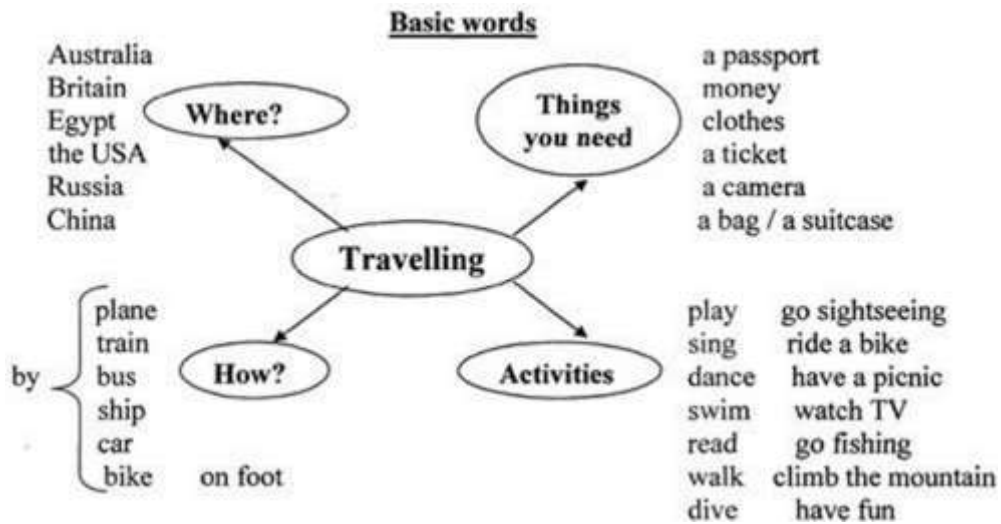 Basic words
Australia
Britain
Egypt
the USA
Russia
China
Where?
Things
you need
a passport
money
clothes
a ticket
a camera
a bag / a suitcase
Travelling
by
plane
train
bus
ship
car
bike on foot
How?
Activities
play go sightseeing
sing ride a bike
dance have a picnic
swim watch TV
read go fishing
walk climb the mountain
dive have fun